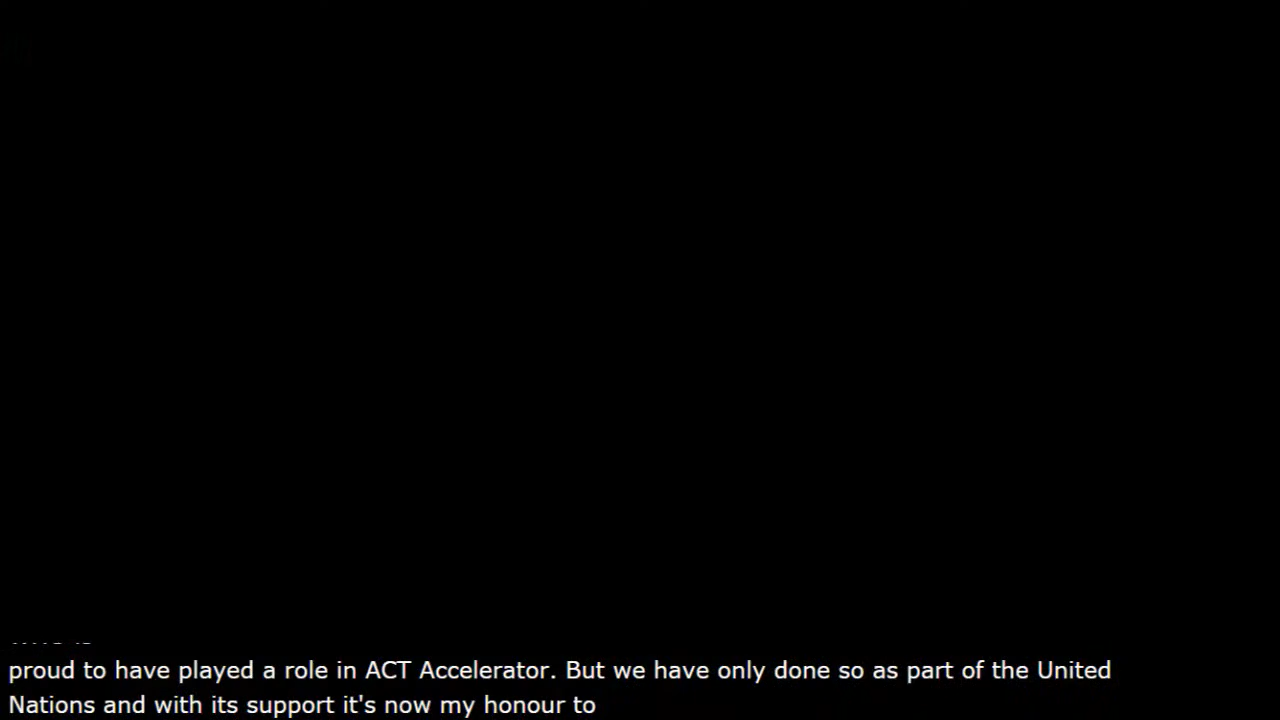 proud to have played a role in ACT Accelerator. But we have only done so as part of the United
Nations and with its support it's now my honour to